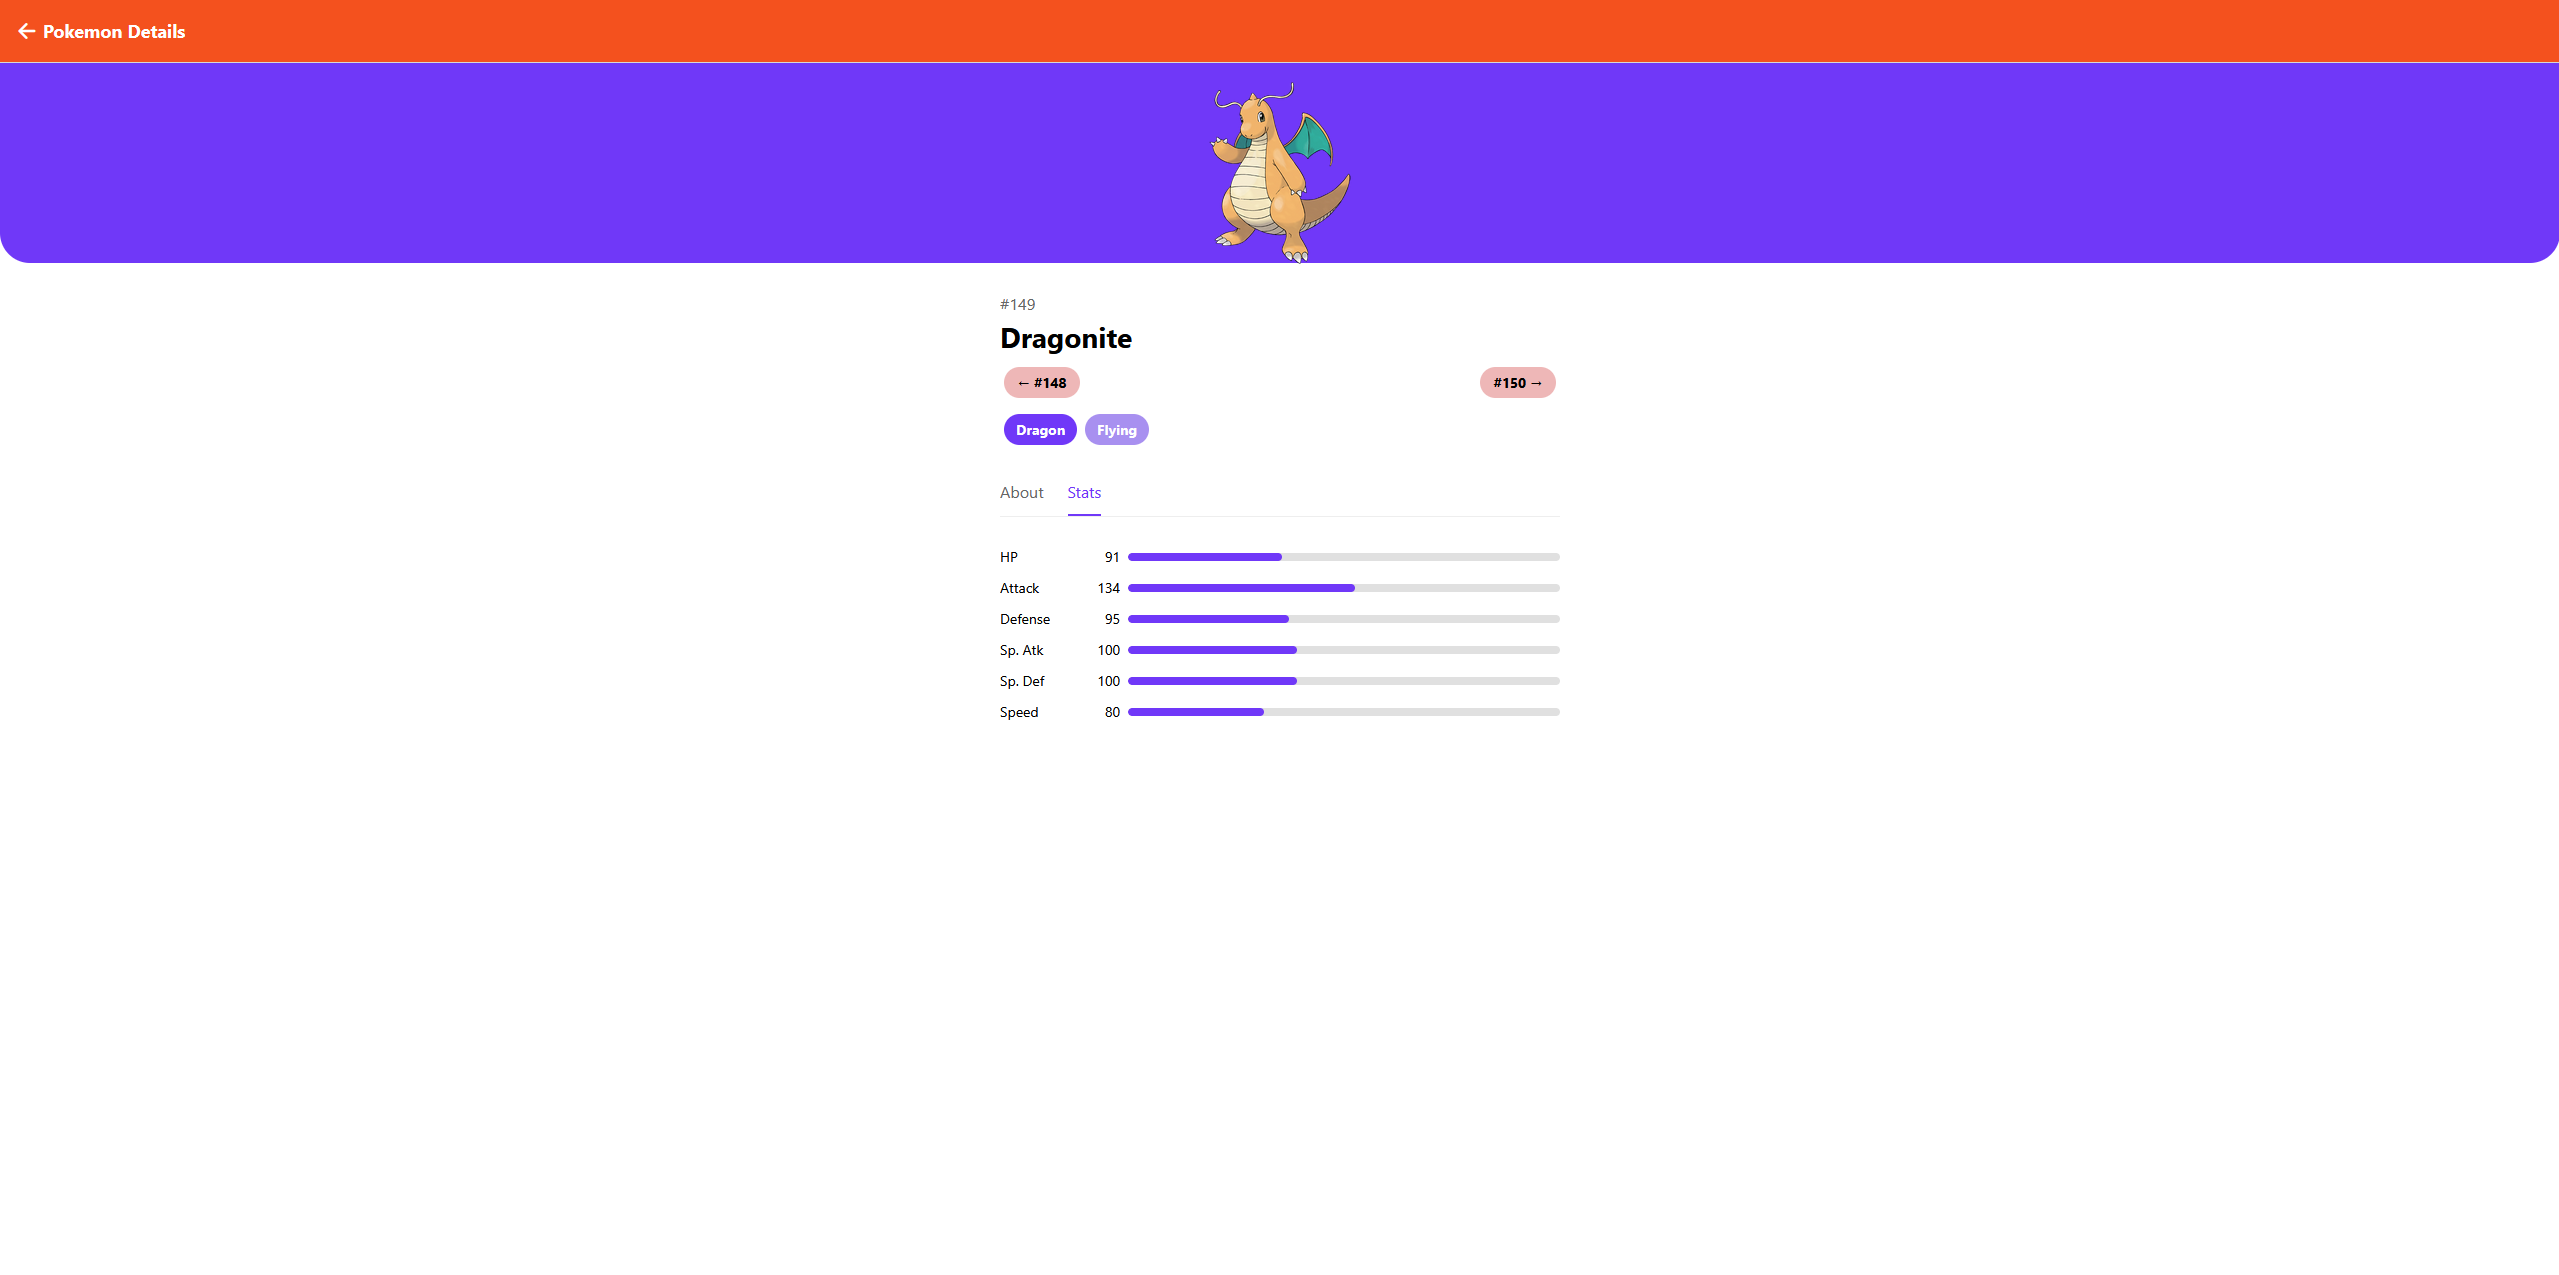 ← Pokemon Details
#149
Dragonite
← #148 #150 →
Dragon Flying
About Stats
HP 91
Attack 134
Defense 95
Sp. Atk 100
Sp. Def 100
Speed 80